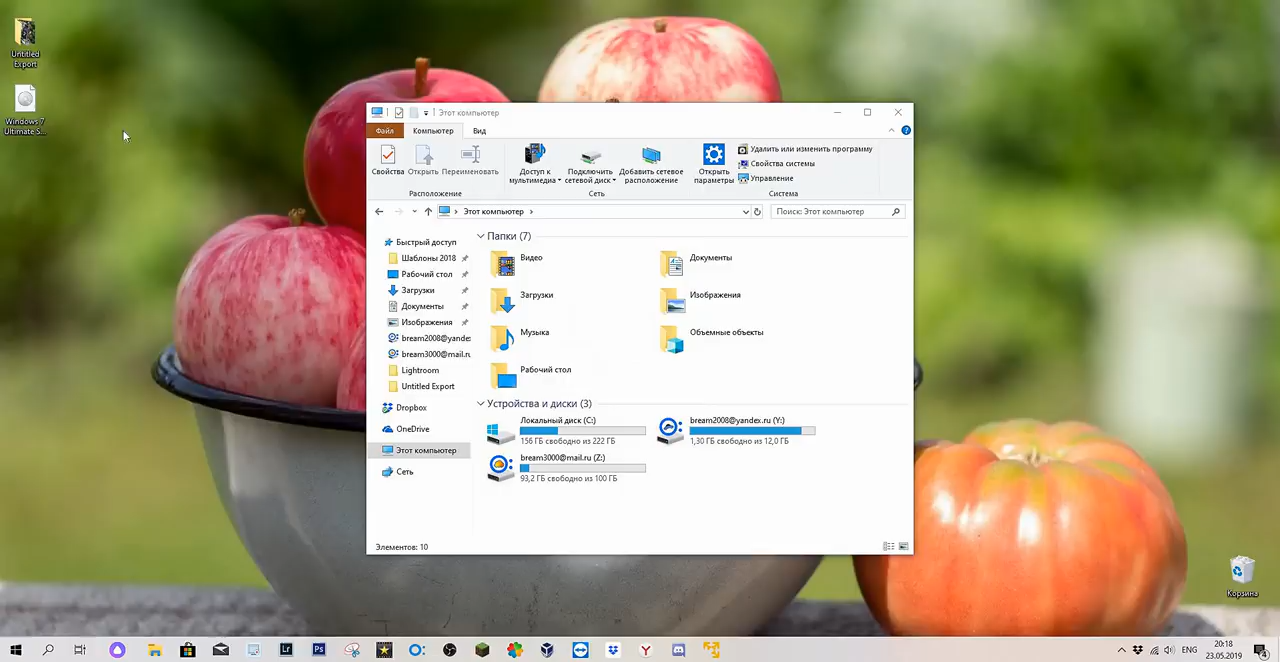 Untitled
Export
Windows 7
Ultimate S...
Этот компьютер
Файл
Компьютер
Вид
Свойства
Открыть
Переименовать
Расположение
Доступ к
мультимедиа
Подключить
сетевой диск
Добавить сетевое
расположение
Сеть
Открыть
параметры
Удалить или изменить программу
Свойства системы
Управление
Система
Этот компьютер
Поиск: Этот компьютер
Быстрый доступ
Шаблоны 2018
Рабочий стол
Загрузки
Документы
Изображения
bream2008@yande
bream3000@mail.ru
Lightroom
Untitled Export
Dropbox
OneDrive
Этот компьютер
Сеть
Папки (7)
Видео
Документы
Загрузки
Изображения
Музыка
Объемные объекты
Рабочий стол
Устройства и диски (3)
Локальный диск (C:)
156 ГБ свободно из 222 ГБ
bream2008@yandex.ru (Y:)
1,30 ГБ свободно из 12,0 ГБ
bream3000@mail.ru (Z:)
93,2 ГБ свободно из 100 ГБ
Элементов: 10
Корзина
Lr
Ps
Y
ENG
20:18
23.05.2019
4